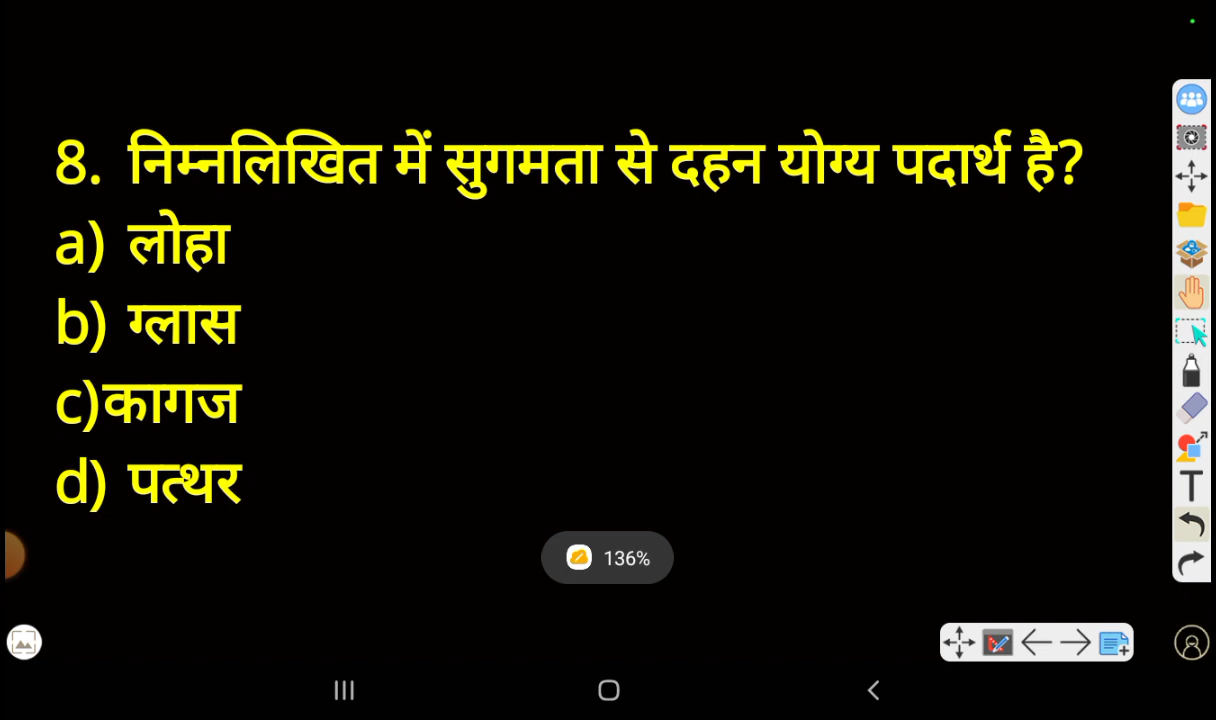 8. निम्नलिखित में सुगमता से दहन योग्य पदार्थ है?
a) लोहा
b) ग्लास
c)कागज
d) पत्थर
136%
T